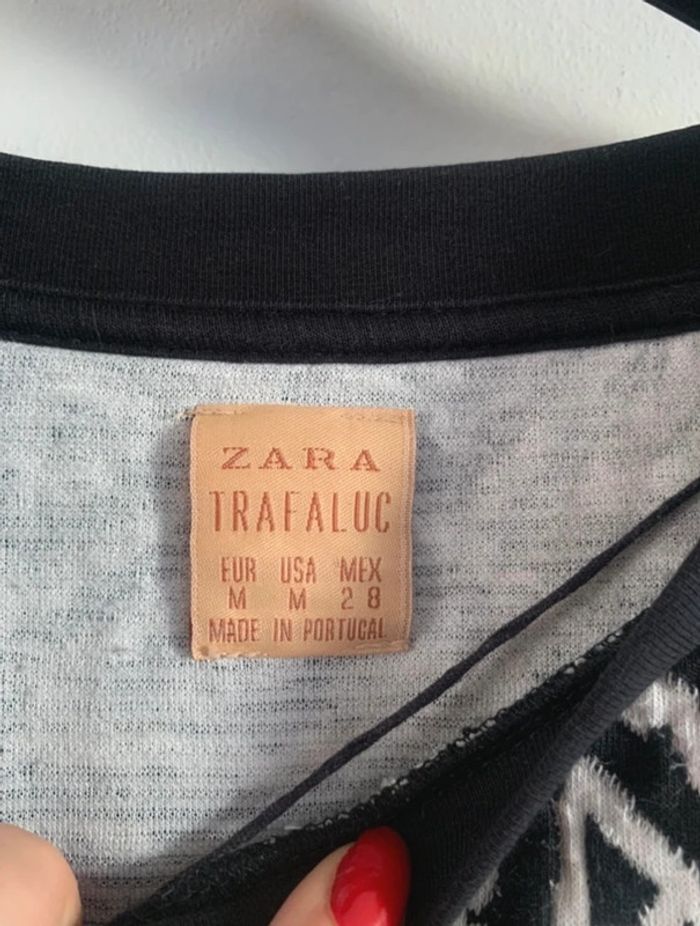 ZARA
TRAFALUC
EUR USA MEX
M M 28
MADE IN PORTUGAL